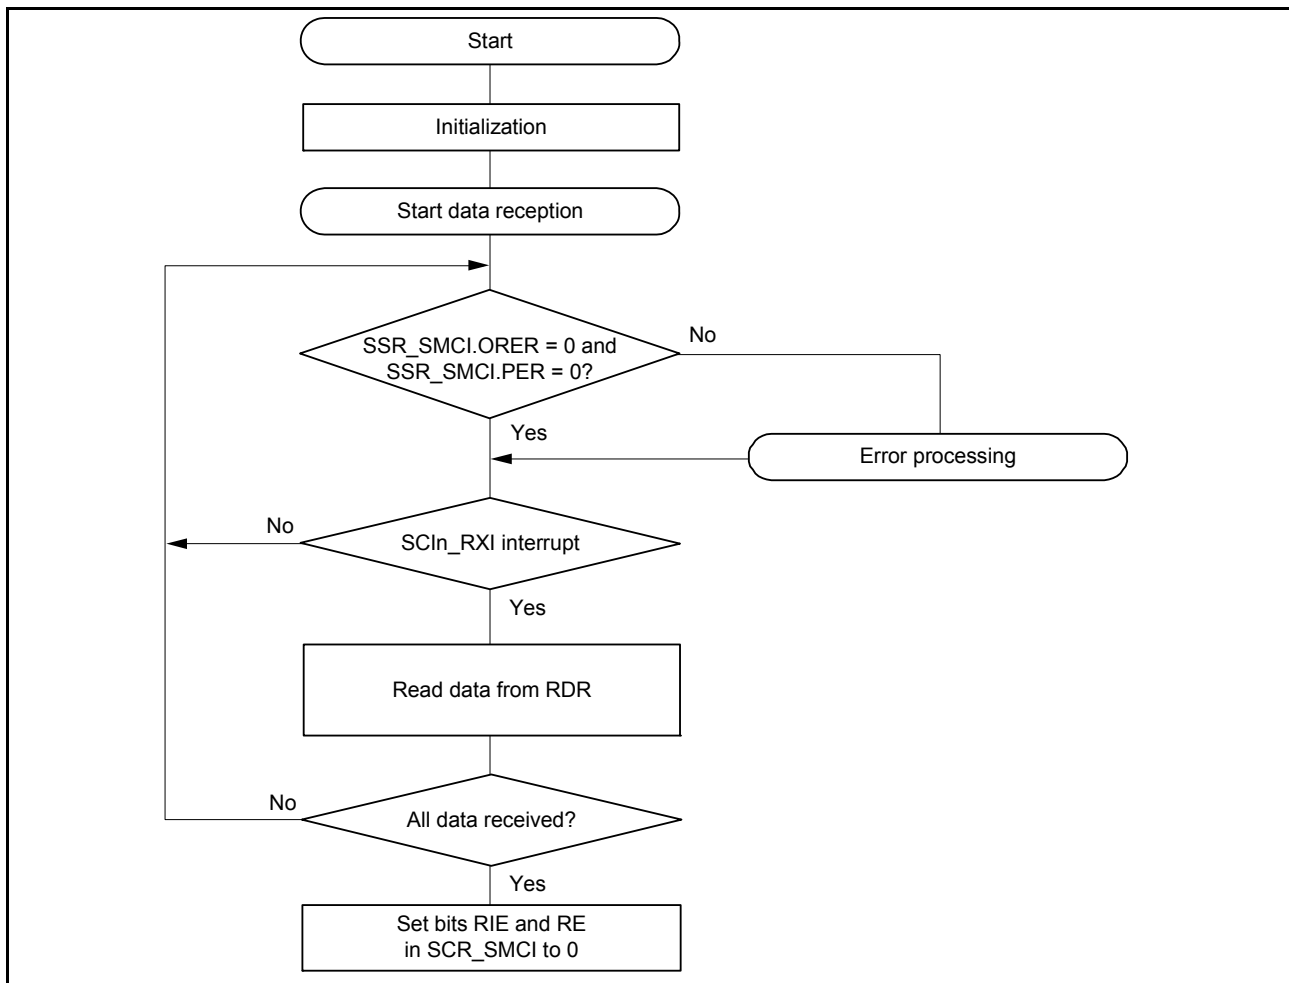 Start
Initialization
Start data reception
SSR_SMCI.ORER = 0 and
SSR_SMCI.PER = 0?
No
Yes
Error processing
No
SCIn_RXI interrupt
Yes
Read data from RDR
No
All data received?
Yes
Set bits RIE and RE
in SCR_SMCI to 0